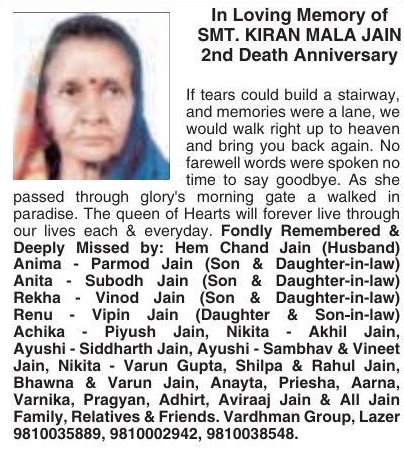 In Loving Memory of
SMT. KIRAN MALA JAIN
2nd Death Anniversary
If tears could build a stairway,
and memories were a lane, we
would walk right up to heaven
and bring you back again. No
farewell words were spoken no
time to say goodbye. As she
passed through glory's morning gate a walked in
paradise. The queen of Hearts will forever live through
our lives each & everyday. Fondly Remembered &
Deeply Missed by: Hem Chand Jain (Husband)
Anima - Parmod Jain (Son & Daughter-in-law)
Anita - Subodh Jain (Son & Daughter-in-law)
Rekha - Vinod Jain (Son & Daughter-in-law)
Renu - Vipin Jain (Daughter & Son-in-law)
Achika - Piyush Jain, Nikita - Akhil Jain,
Ayushi - Siddharth Jain, Ayushi - Sambhav & Vineet
Jain, Nikita - Varun Gupta, Shilpa & Rahul Jain,
Bhawna & Varun Jain, Anayta, Priesha, Aarna,
Varnika, Pragyan, Adhirt, Aviraaj Jain & All Jain
Family, Relatives & Friends. Vardhman Group, Lazer
9810035889, 9810002942, 9810038548.